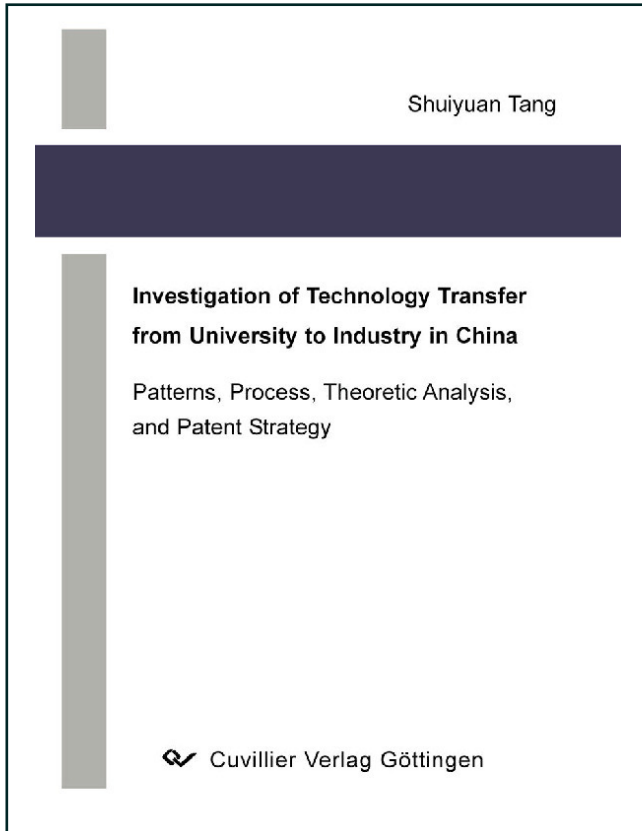 Shuiyuan Tang
Investigation of Technology Transfer
from University to Industry in China
Patterns, Process, Theoretic Analysis,
and Patent Strategy
Cuvillier Verlag Göttingen